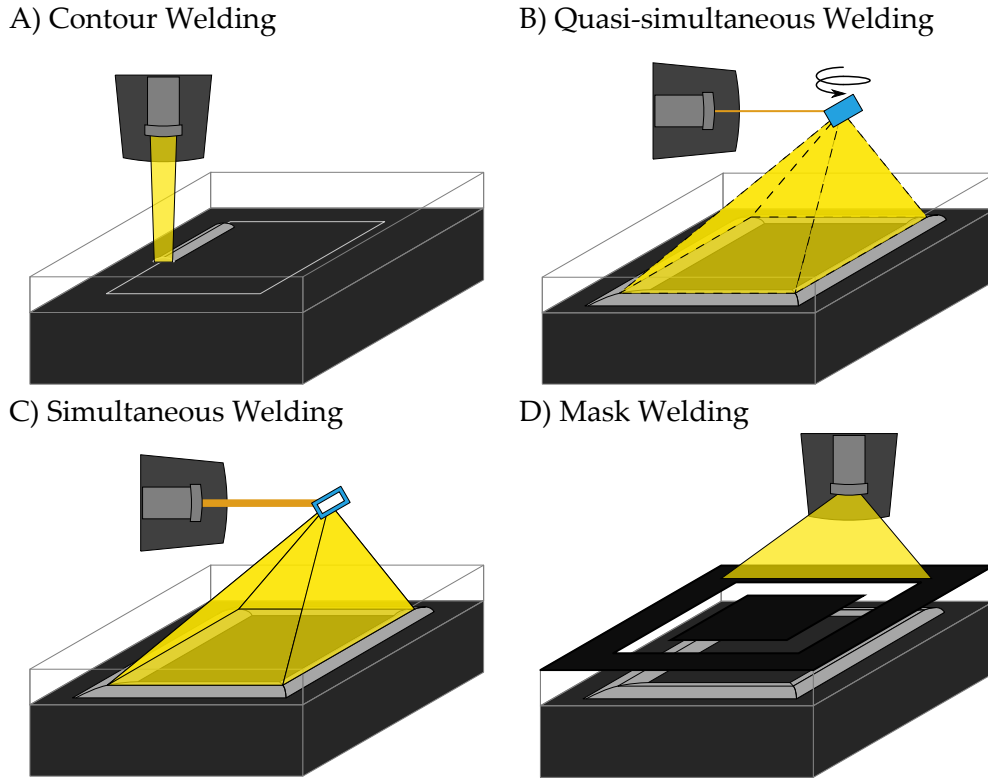 A) Contour Welding
B) Quasi-simultaneous Welding
C) Simultaneous Welding
D) Mask Welding